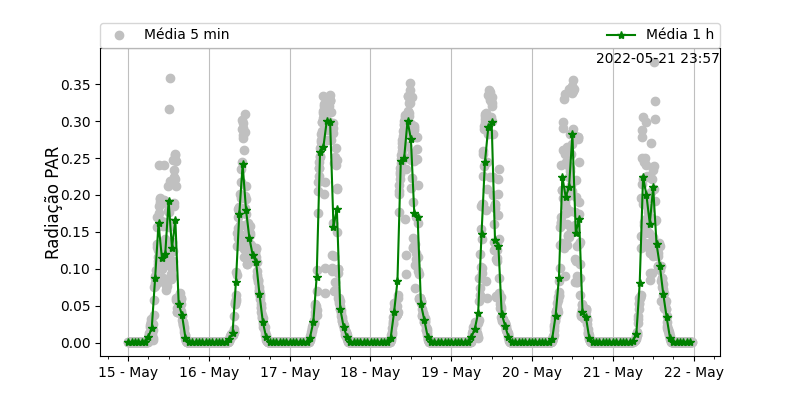 Média 5 min
Média 1 h
2022-05-21 23:57
Radiação PAR
0.35
0.30
0.25
0.20
0.15
0.10
0.05
0.00
15 - May
16 - May
17 - May
18 - May
19 - May
20 - May
21 - May
22 - May